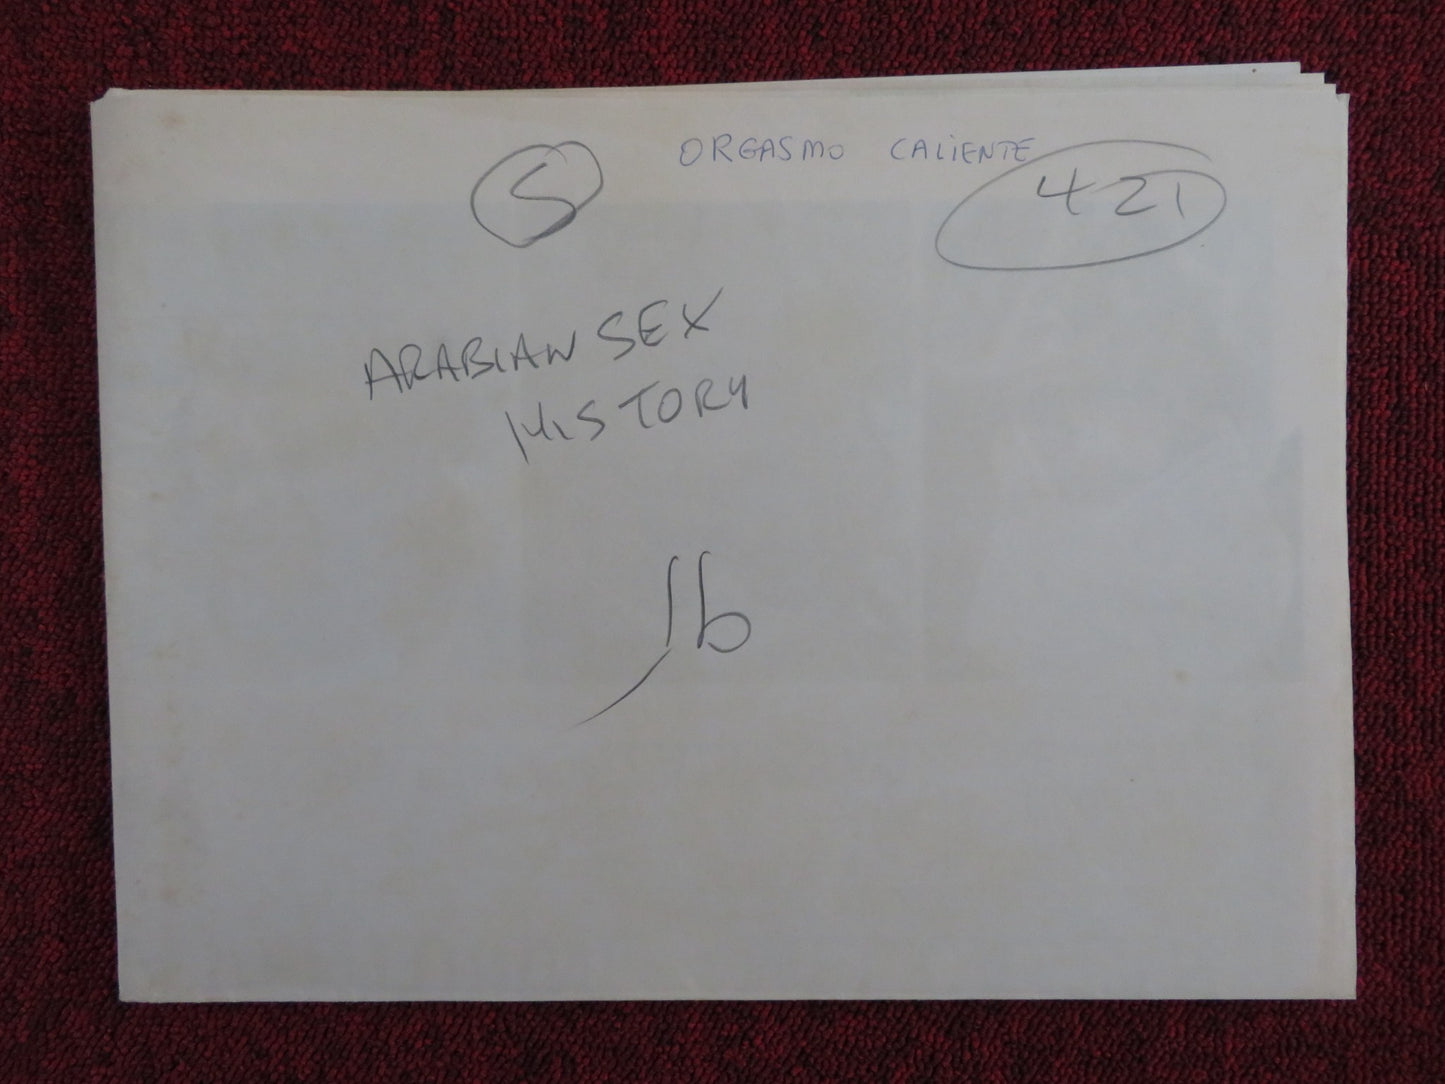 ORGASMO CALIENTE
S
421
ARABIAN SEX
HISTORY
16